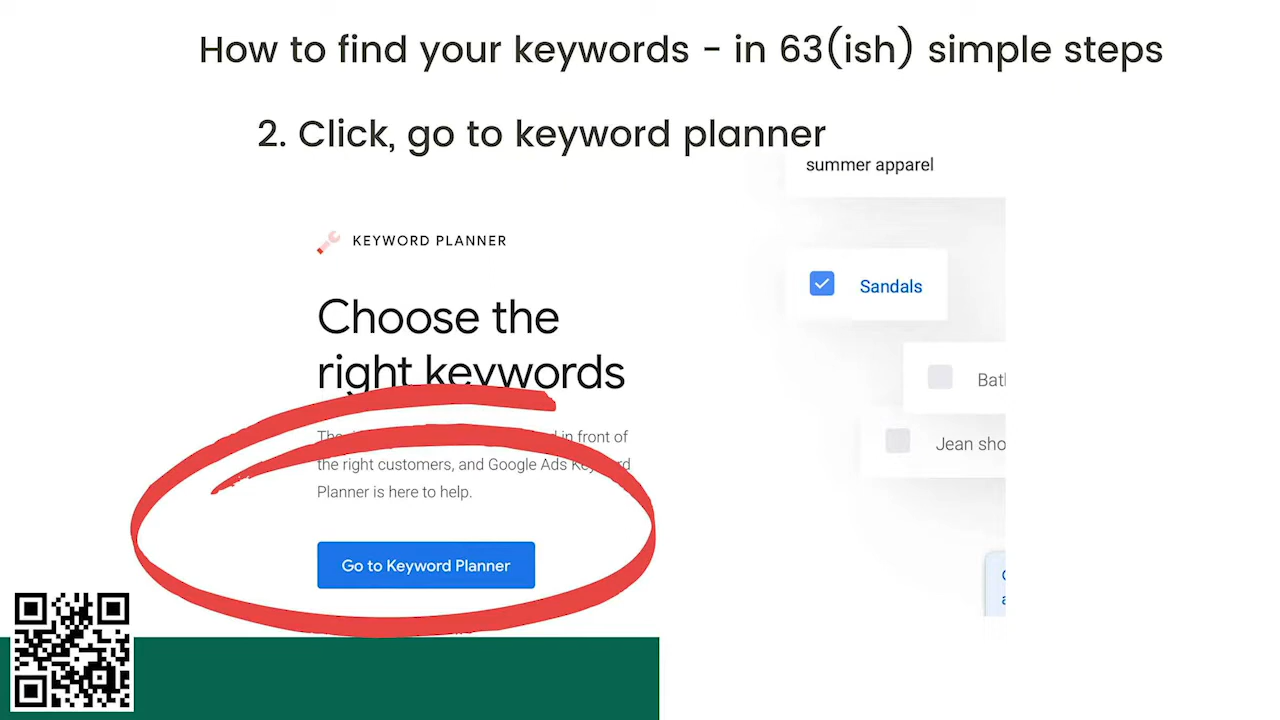 How to find your keywords - in 63(ish) simple steps
2. Click, go to keyword planner
summer apparel
KEYWORD PLANNER
Sandals
Choose the
right keywords
Jean
in front of
the right customers, and Google Ads
Planner is here to help.
Go to Keyword Planner